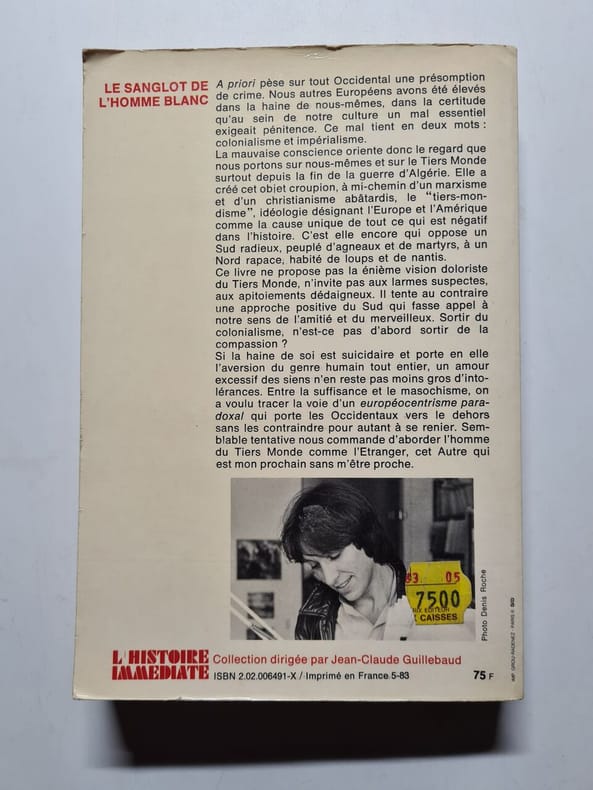 LE SANGLOT DE
L'HOMME BLANC
A priori pèse sur tout Occidental une présomption
de crime. Nous autres Européens avons été élevés
dans la haine de nous-mêmes, dans la certitude
qu'au sein de notre culture un mal essentiel
exigeait pénitence. Ce mal tient en deux mots :
colonialisme et impérialisme.
La mauvaise conscience oriente donc le regard que
nous portons sur nous-mêmes et sur le Tiers Monde
surtout depuis la fin de la guerre d'Algérie. Elle a
créé cet objet croupion, à mi-chemin d'un marxisme
et d'un christianisme abâtardis, le "tiers-mon-
disme", idéologie désignant l'Europe et l'Amérique
comme la cause unique de tout ce qui est négatif
dans l'histoire. C'est elle encore qui oppose un
Sud radieux, peuplé d'agneaux et de martyrs, à un
Nord rapace, habité de loups et de nantis.
Ce livre ne propose pas la énième vision doloriste
du Tiers Monde, n'invite pas aux larmes suspectes,
aux apitoiements dédaigneux. Il tente au contraire
une approche positive du Sud qui fasse appel à
notre sens de l'amitié et du merveilleux. Sortir du
colonialisme, n'est-ce pas d'abord sortir de la
compassion ?
Si la haine de soi est suicidaire et porte en elle
l'aversion du genre humain tout entier, un amour
excessif des siens n'en reste pas moins gros d'into-
lérances. Entre la suffisance et le masochisme, on
a voulu tracer la voie d'un européocentrisme para-
doxal qui porte les Occidentaux vers le dehors
sans les contraindre pour autant à se renier. Sem-
blable tentative nous commande d'aborder l'homme
du Tiers Monde comme l'Etranger, cet Autre qui
est mon prochain sans m'être proche.
83 05
7500
EDITEUR
CAISSES
Photo Denis Roche
L'HISTOIRE
IMMEDIATE
Collection dirigée par Jean-Claude Guillebaud
ISBN 2.02.006491-X / Imprimé en France 5-83
75 F
IMP. GROU-RADENEZ - PARIS 6e